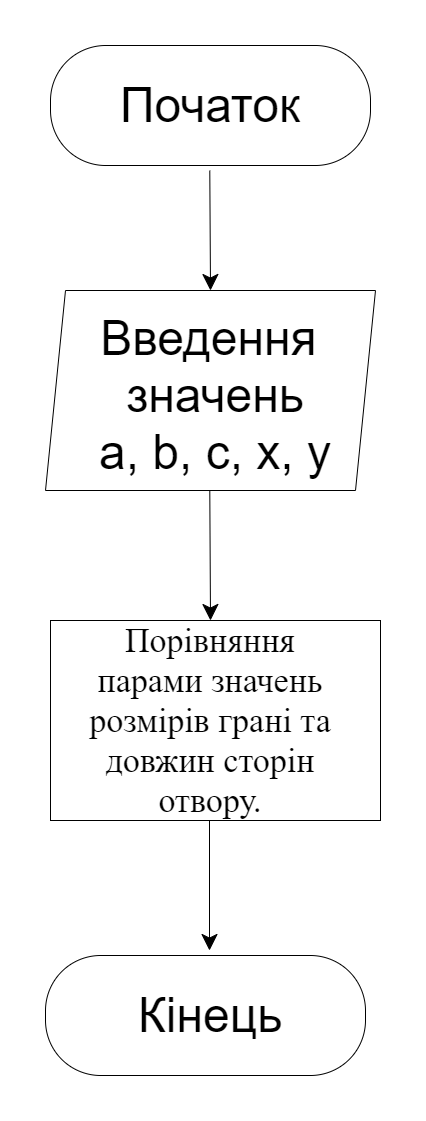 Початок
Введення
значень
a, b, c, x, y
Порівняння
парами значень
розмірів грані та
довжин сторін
отвору.
Кінець